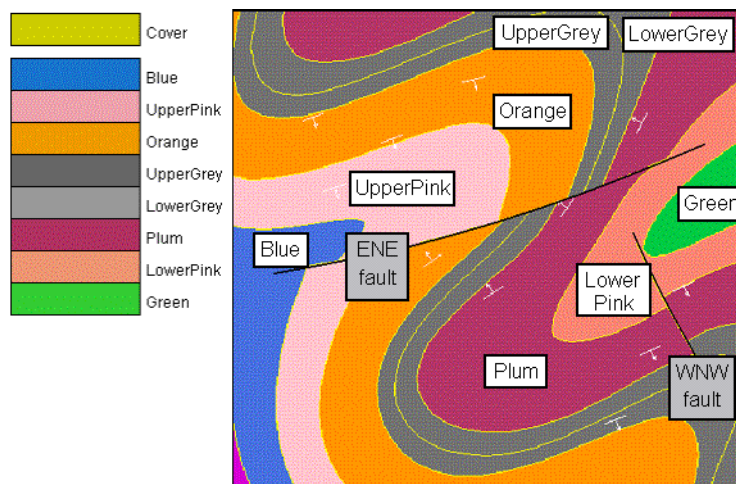 Cover
Blue
UpperPink
Orange
UpperGrey
LowerGrey
Plum
LowerPink
Green
UpperGrey
LowerGrey
Orange
UpperPink
Green
Blue
ENE
fault
Lower
Pink
Plum
WNW
fault